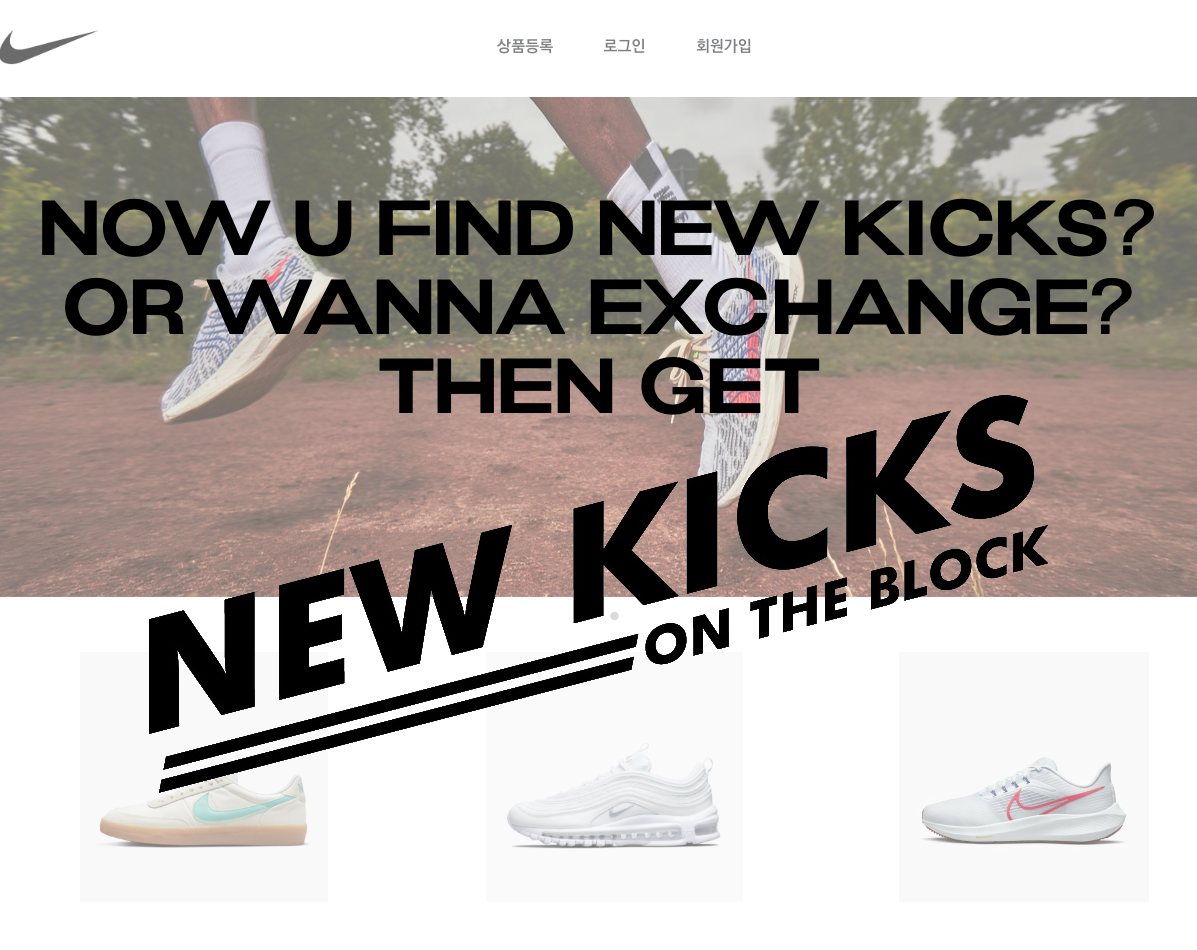 상품등록 로그인 회원가입
NOW U FIND NEW KICKS?
OR WANNA EXCHANGE?
THEN GET
NEW KICKS
ON THE BLOCK